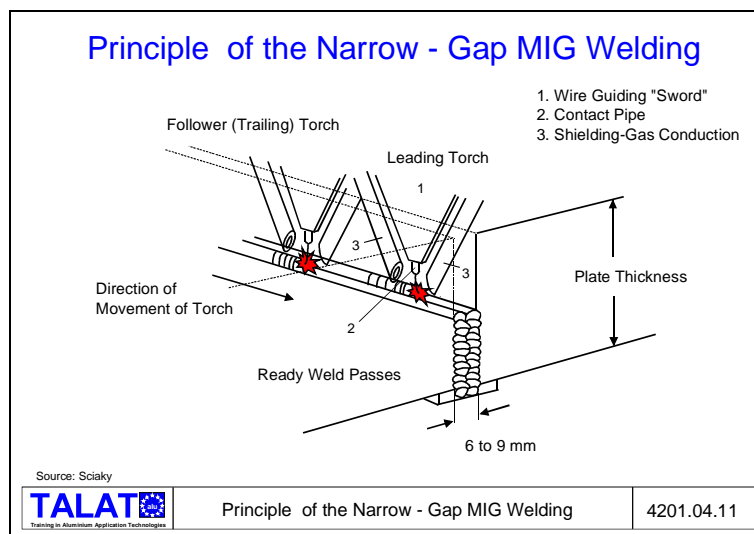 Principle of the Narrow - Gap MIG Welding
1. Wire Guiding "Sword"
2. Contact Pipe
3. Shielding-Gas Conduction
Follower (Trailing) Torch
Leading Torch
1
3
3
Plate Thickness
Direction of
Movement of Torch
2
Ready Weld Passes
6 to 9 mm
Source: Sciaky
TALAT
alu
Training in Aluminium Application Technologies
Principle of the Narrow - Gap MIG Welding
4201.04.11